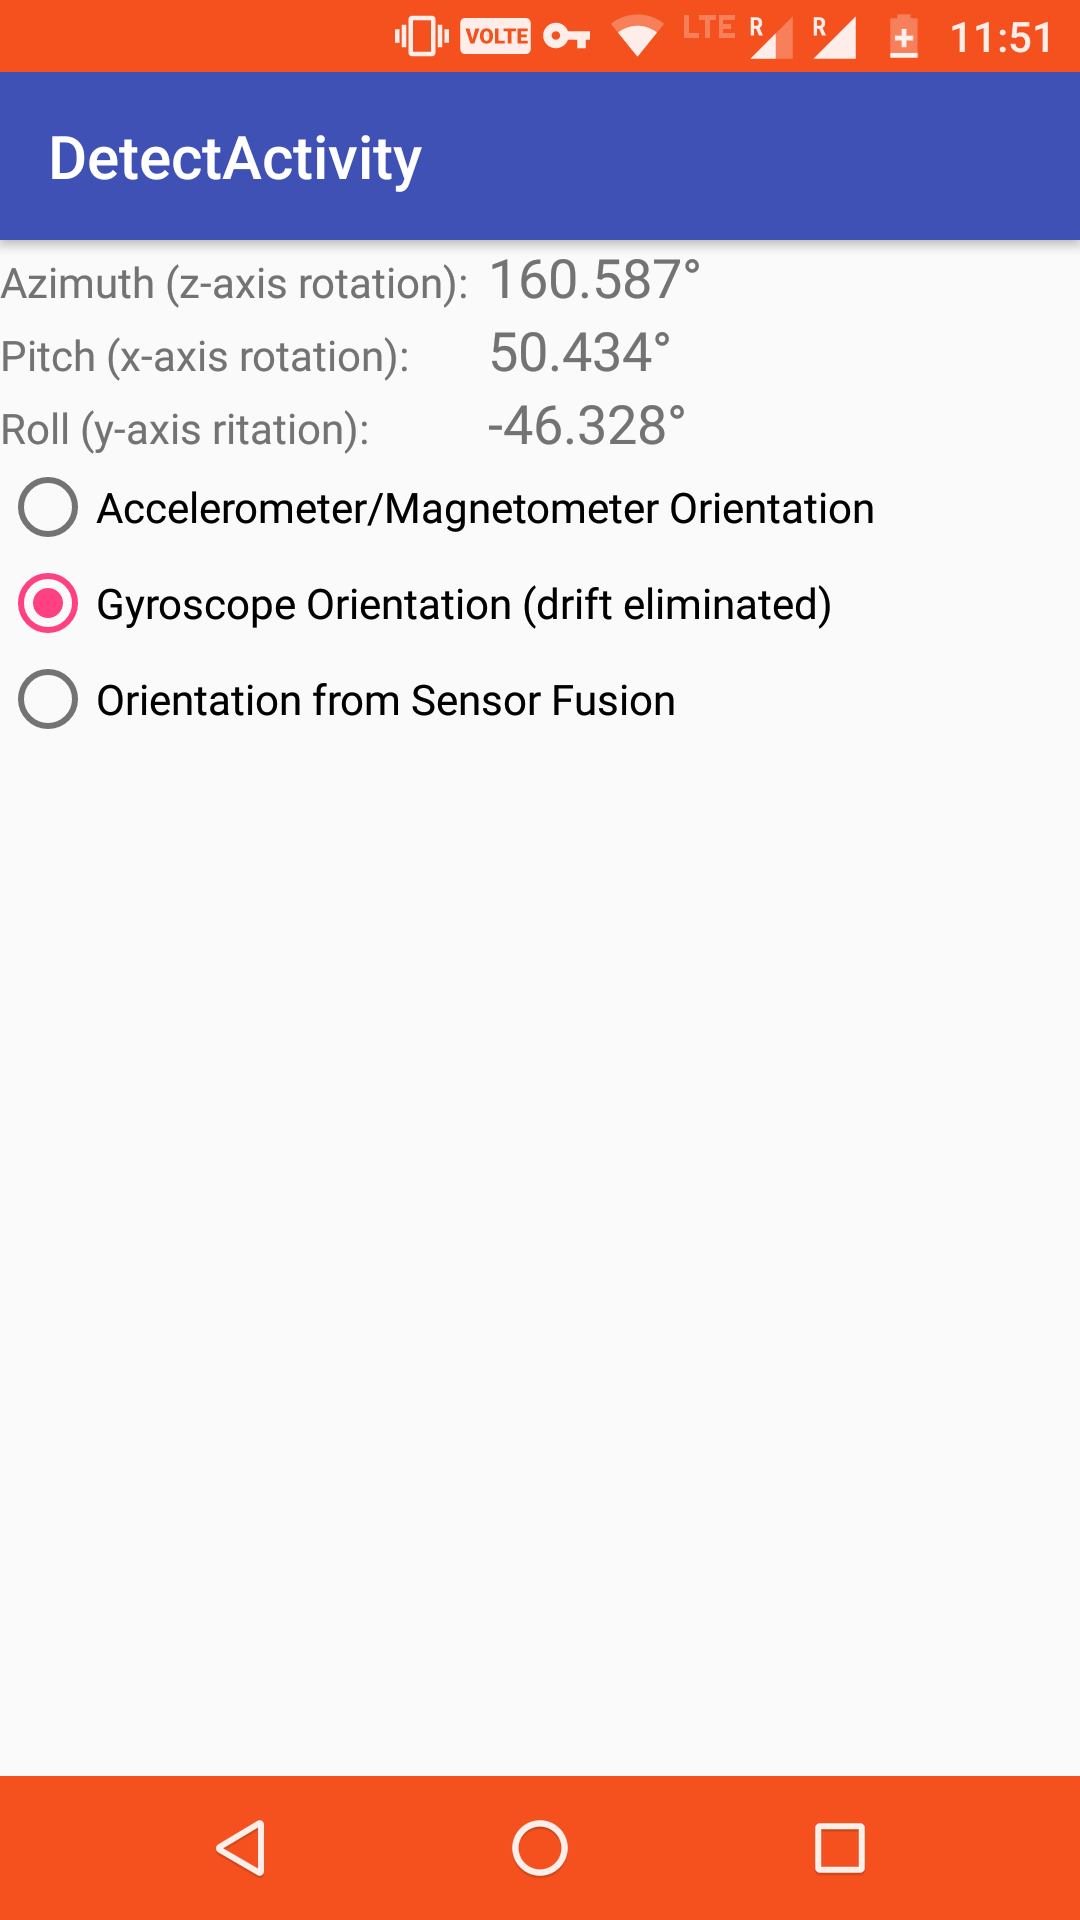 VOLTE LTE R R 11:51
DetectActivity
Azimuth (z-axis rotation): 160.587°
Pitch (x-axis rotation): 50.434°
Roll (y-axis ritation): -46.328°
Accelerometer/Magnetometer Orientation
Gyroscope Orientation (drift eliminated)
Orientation from Sensor Fusion